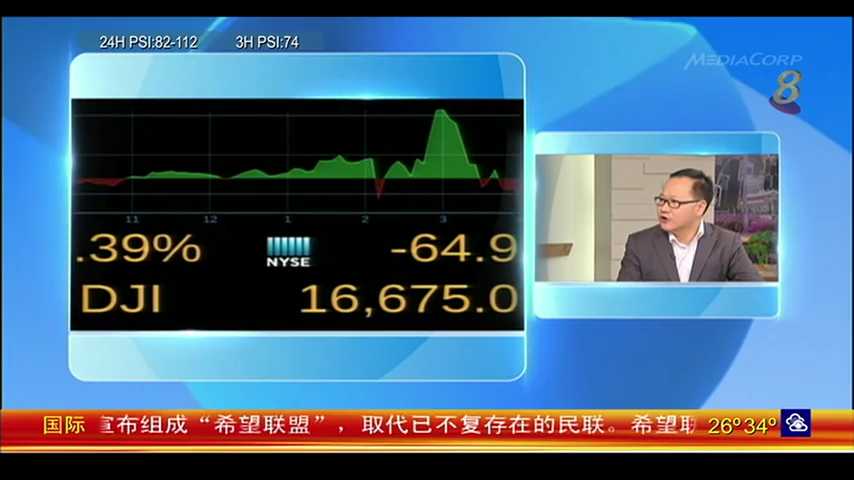 24H PSI:82-112 3H PSI:74
MEDIACORP
8
11 12 1 2 3
.39% NYSE -64.9
DJI 16,675.0
国际 宣布组成“希望联盟”，取代已不复存在的民联。希望联 26º34º